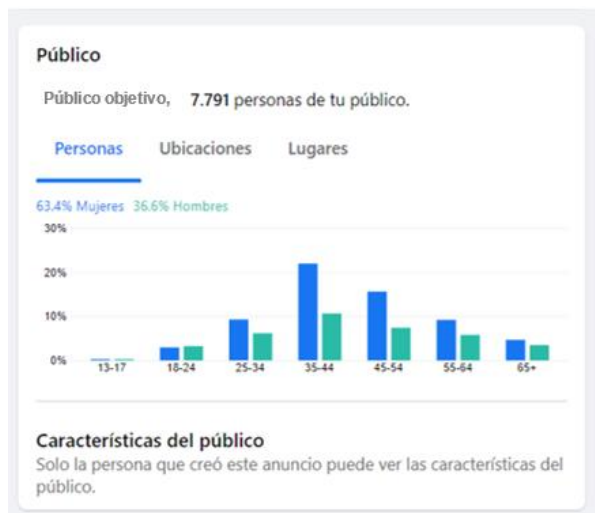 Público
Público objetivo, 7.791 personas de tu público.
Personas Ubicaciones Lugares
63.4% Mujeres 36.6% Hombres
30%
20%
10%
0%
13-17 18-24 25-34 35-44 45-54 55-64 65+
Características del público
Solo la persona que creó este anuncio puede ver las características del
público.